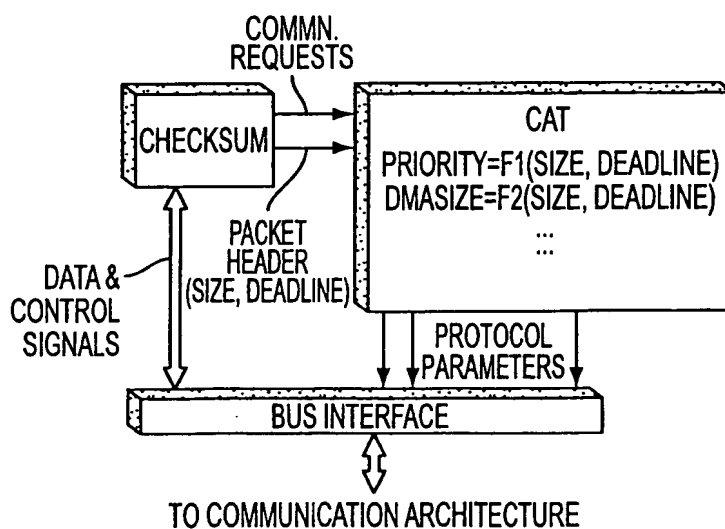 COMMN.
REQUESTS
CHECKSUM
CAT
PRIORITY=F1(SIZE, DEADLINE)
DMASIZE=F2(SIZE, DEADLINE)
...
...
PACKET
HEADER
(SIZE, DEADLINE)
DATA &
CONTROL
SIGNALS
PROTOCOL
PARAMETERS
BUS INTERFACE
TO COMMUNICATION ARCHITECTURE